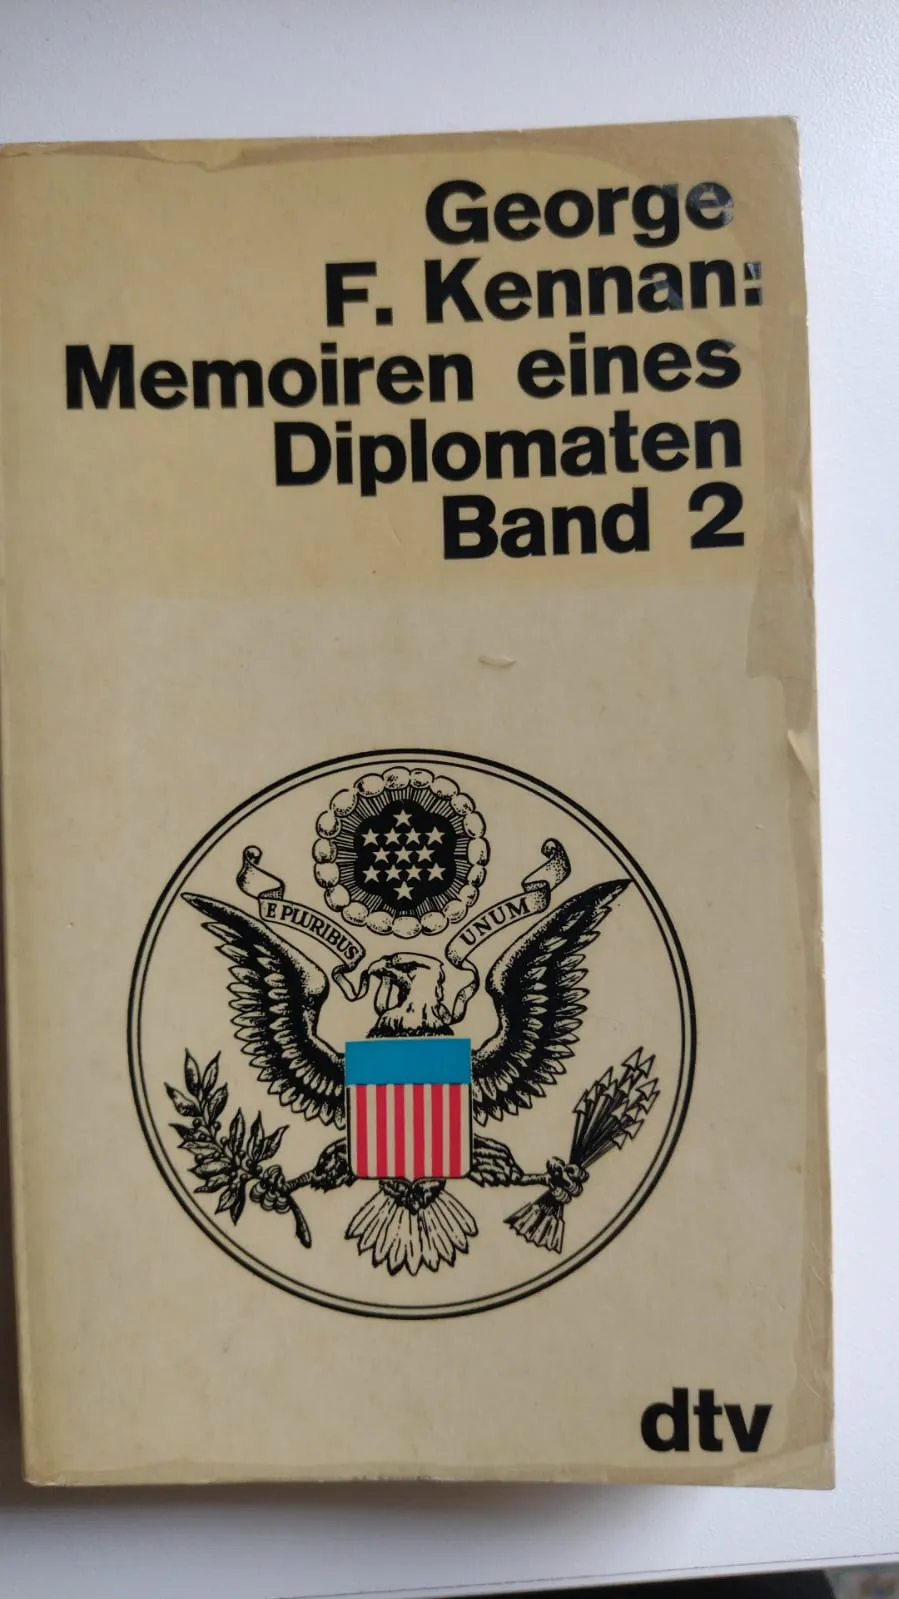 George
F. Kennan:
Memoiren eines
Diplomaten
Band 2
E PLURIBUS UNUM
dtv